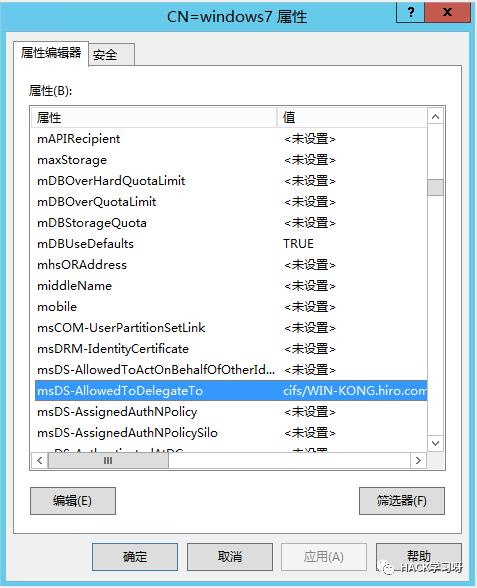 CN=windows7 属性
? x
属性编辑器 安全
属性(B):
属性 值
mAPIRecipient <未设置>
maxStorage <未设置>
mDBOverHardQuotaLimit <未设置>
mDBOverQuotaLimit <未设置>
mDBStorageQuota <未设置>
mDBUseDefaults TRUE
mhsORAddress <未设置>
middleName <未设置>
mobile <未设置>
msCOM-UserPartitionSetLink <未设置>
msDRM-IdentityCertificate <未设置>
msDS-AllowedToActOnBehalfOfOtherId... <未设置>
msDS-AllowedToDelegateTo cifs/WIN-KONG.hiro.com
msDS-AssignedAuthNPolicy <未设置>
msDS-AssignedAuthNPolicySilo <未设置>
编辑(E) 筛选器(F)
确定 取消 应用(A) 帮助
HACK学习呀